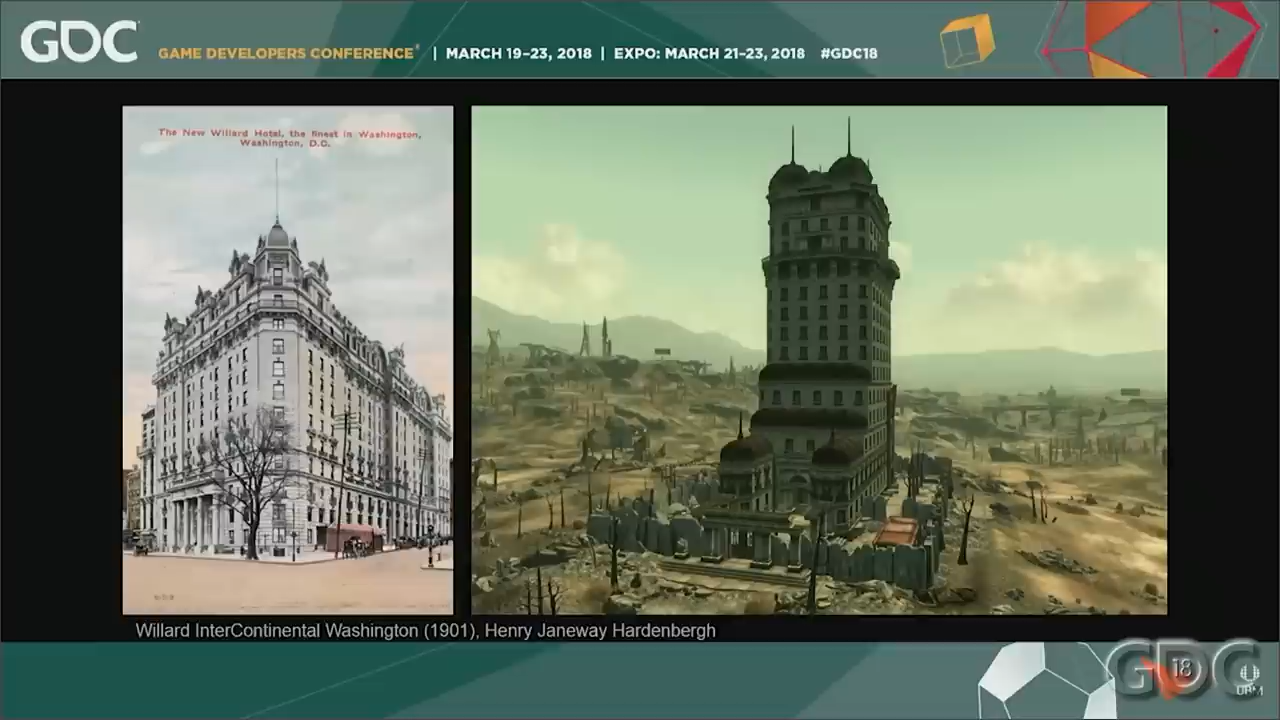 GDC
GAME DEVELOPERS CONFERENCE® | MARCH 19–23, 2018 | EXPO: MARCH 21–23, 2018 #GDC18
The New Willard Hotel, the finest in Washington,
Washington, D.C.
Willard InterContinental Washington (1901), Henry Janeway Hardenbergh
GDC
18
UBM